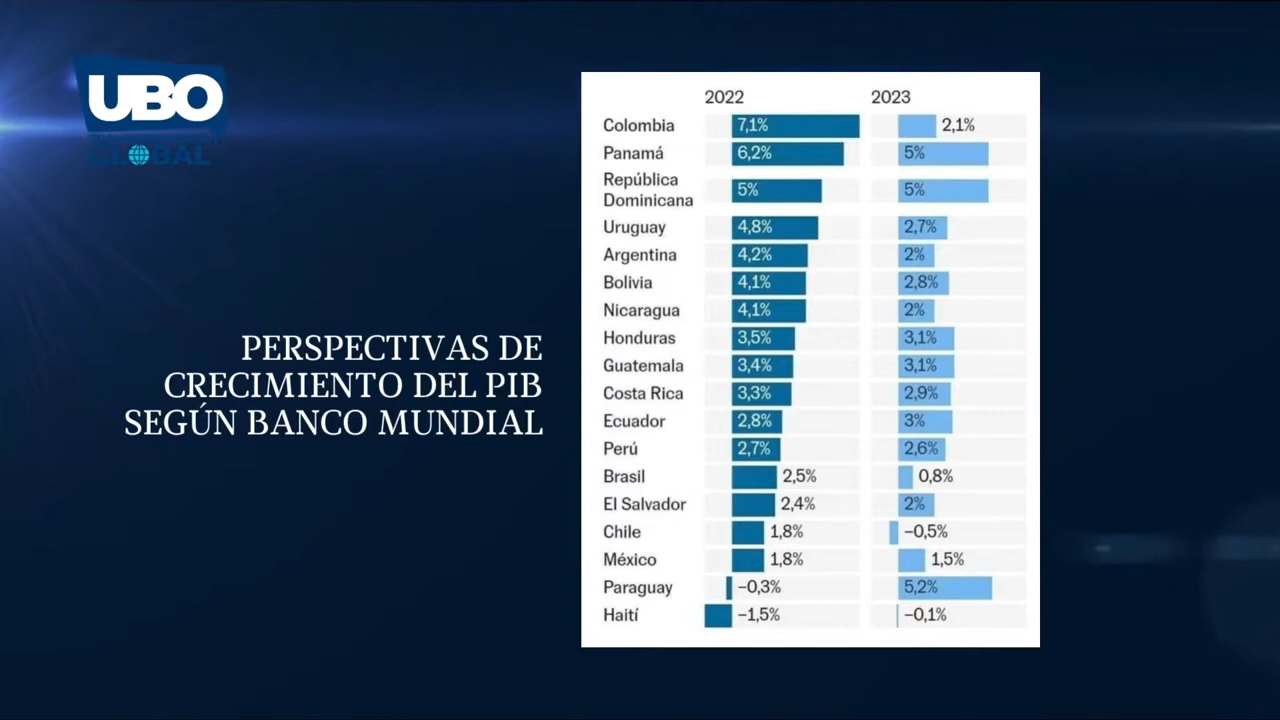 UBO
GLOBAL
PERSPECTIVAS DE
CRECIMIENTO DEL PIB
SEGÚN BANCO MUNDIAL
2022 2023
Colombia 7,1% 2,1%
Panamá 6,2% 5%
República
Dominicana 5% 5%
Uruguay 4,8% 2,7%
Argentina 4,2% 2%
Bolivia 4,1% 2,8%
Nicaragua 4,1% 2%
Honduras 3,5% 3,1%
Guatemala 3,4% 3,1%
Costa Rica 3,3% 2,9%
Ecuador 2,8% 3%
Perú 2,7% 2,6%
Brasil 2,5% 0,8%
El Salvador 2,4% 2%
Chile 1,8% −0,5%
México 1,8% 1,5%
Paraguay −0,3% 5,2%
Haití −1,5% −0,1%